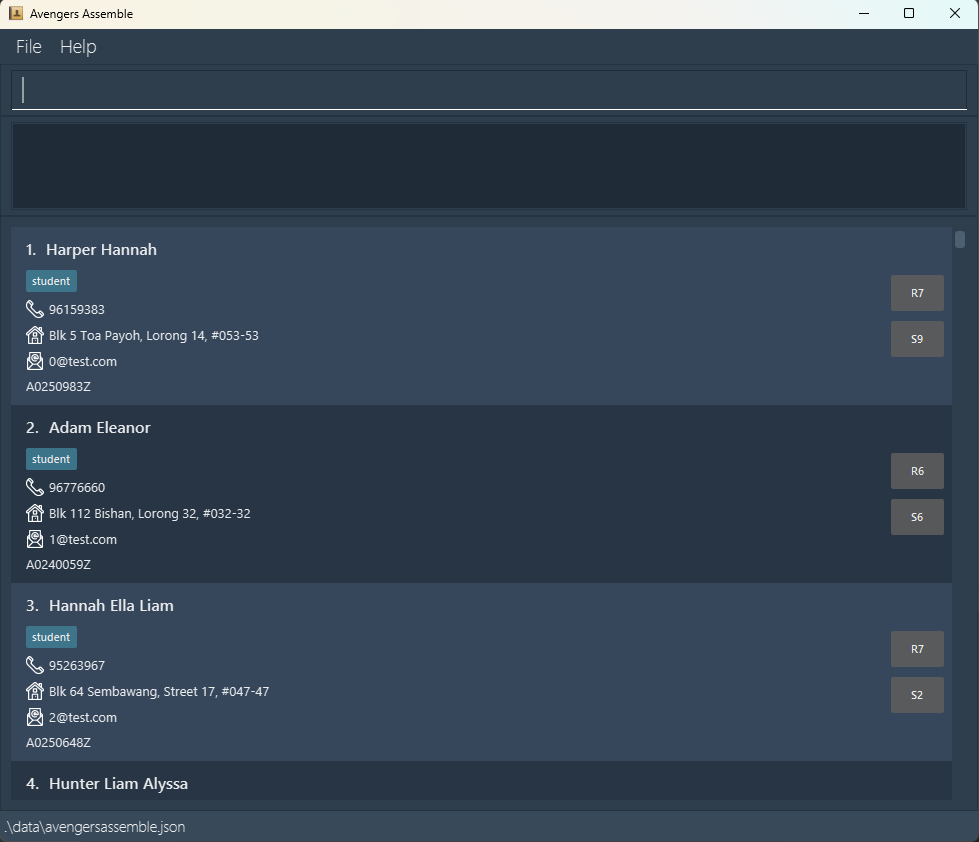 Avengers Assemble
File Help
1. Harper Hannah
student
96159383
Blk 5 Toa Payoh, Lorong 14, #053-53
0@test.com
A0250983Z
R7
S9
2. Adam Eleanor
student
96776660
Blk 112 Bishan, Lorong 32, #032-32
1@test.com
A0240059Z
R6
S6
3. Hannah Ella Liam
student
95263967
Blk 64 Sembawang, Street 17, #047-47
2@test.com
A0250648Z
R7
S2
4. Hunter Liam Alyssa
.\data\avengersassemble.json